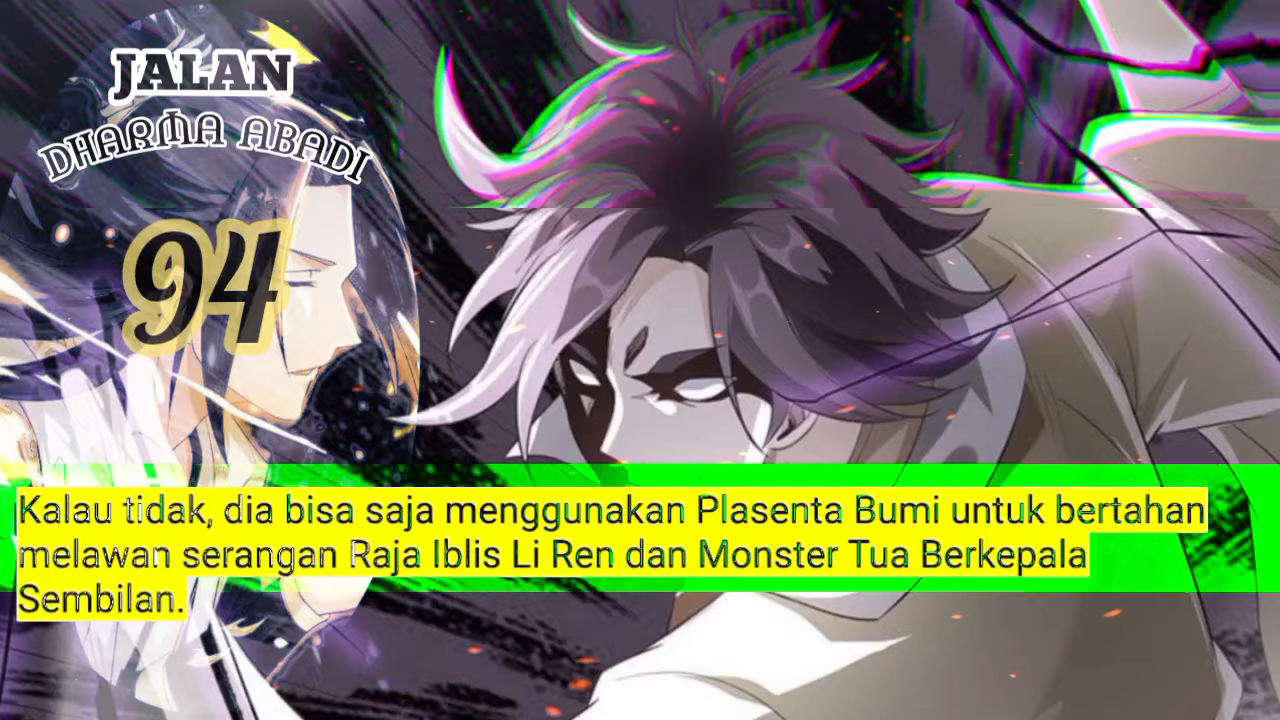 JALAN
DHARMA ABADI
94
Kalau tidak, dia bisa saja menggunakan Plasenta Bumi untuk bertahan
melawan serangan Raja Iblis Li Ren dan Monster Tua Berkepala
Sembilan.